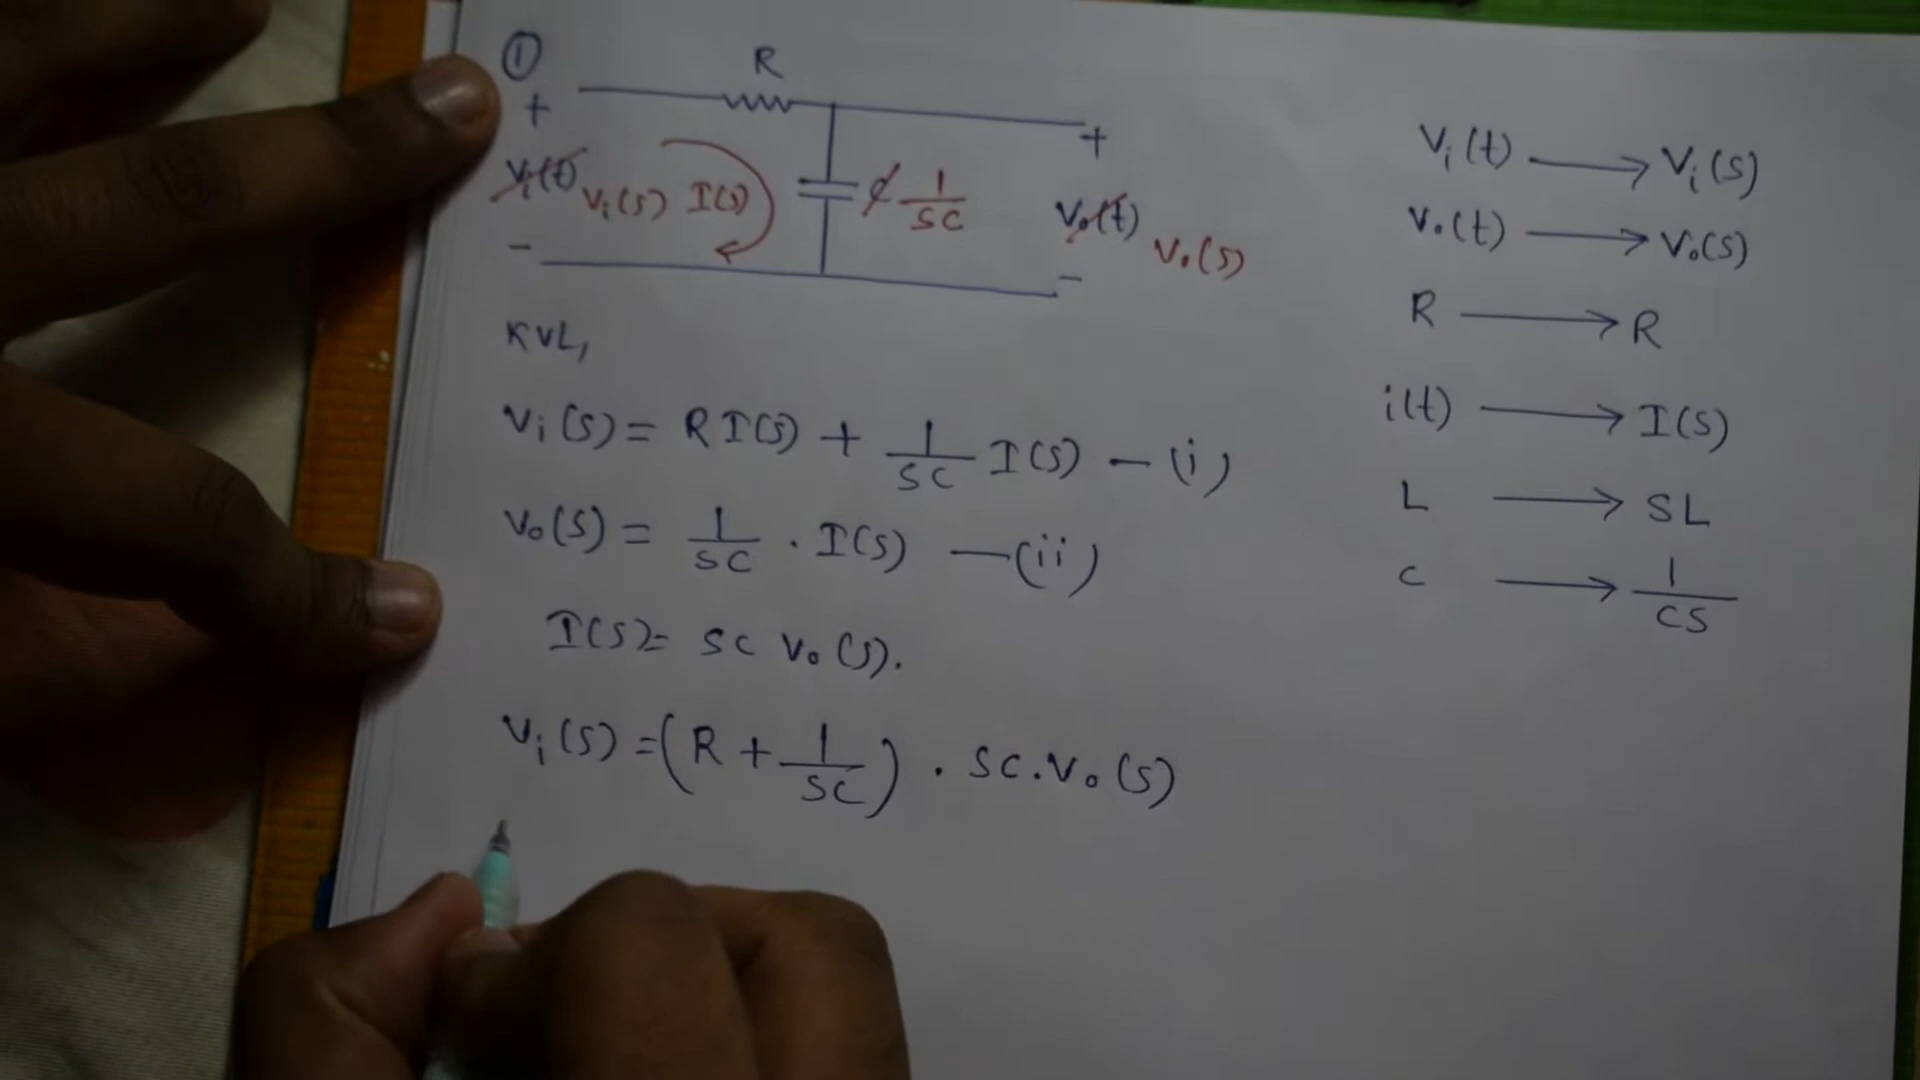 ①
R
+
+
Vi(t) Vi(s) I(s) C 1/SC Vo(t) Vo(s)
-
-
KVL,
Vi(s) = R I(s) + 1/SC I(s) — (i)
Vo(s) = 1/SC . I(s) — (ii)
I(s) = SC Vo(s).
Vi(s) = (R + 1/SC) . SC . Vo(s)
Vi(t) → Vi(s)
Vo(t) → Vo(s)
R → R
i(t) → I(s)
L → SL
C → 1/CS